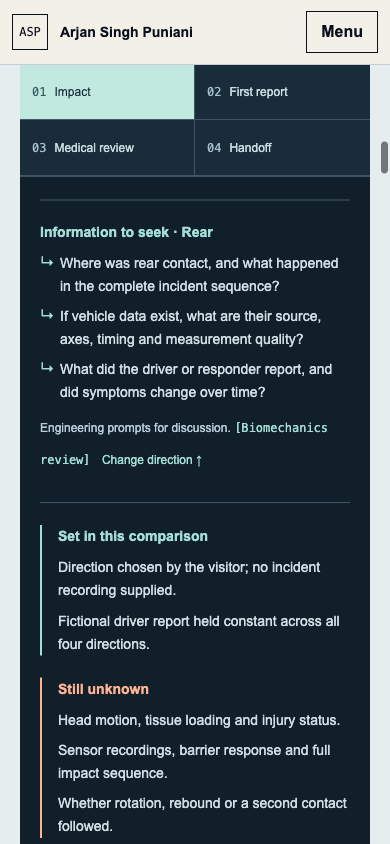 ASP Arjan Singh Puniani Menu
01 Impact 02 First report
03 Medical review 04 Handoff
Information to seek · Rear
↳ Where was rear contact, and what happened
in the complete incident sequence?
↳ If vehicle data exist, what are their source,
axes, timing and measurement quality?
↳ What did the driver or responder report, and
did symptoms change over time?
Engineering prompts for discussion. [Biomechanics
review] Change direction ↑
Set in this comparison
Direction chosen by the visitor; no incident
recording supplied.
Fictional driver report held constant across all
four directions.
Still unknown
Head motion, tissue loading and injury status.
Sensor recordings, barrier response and full
impact sequence.
Whether rotation, rebound or a second contact
followed.